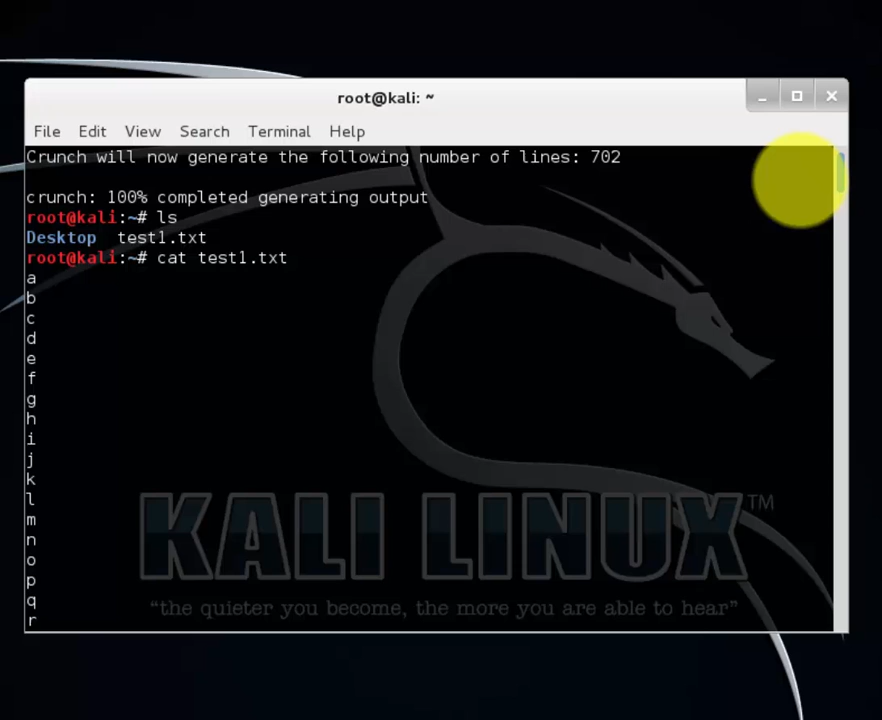 root@kali: ~
File Edit View Search Terminal Help
Crunch will now generate the following number of lines: 702
crunch: 100% completed generating output
root@kali:~# ls
Desktop test1.txt
root@kali:~# cat test1.txt
a
b
c
d
e
f
g
h
i
j
k
l
m
n
o
p
q
r
KALI LINUX™
“the quieter you become, the more you are able to hear”